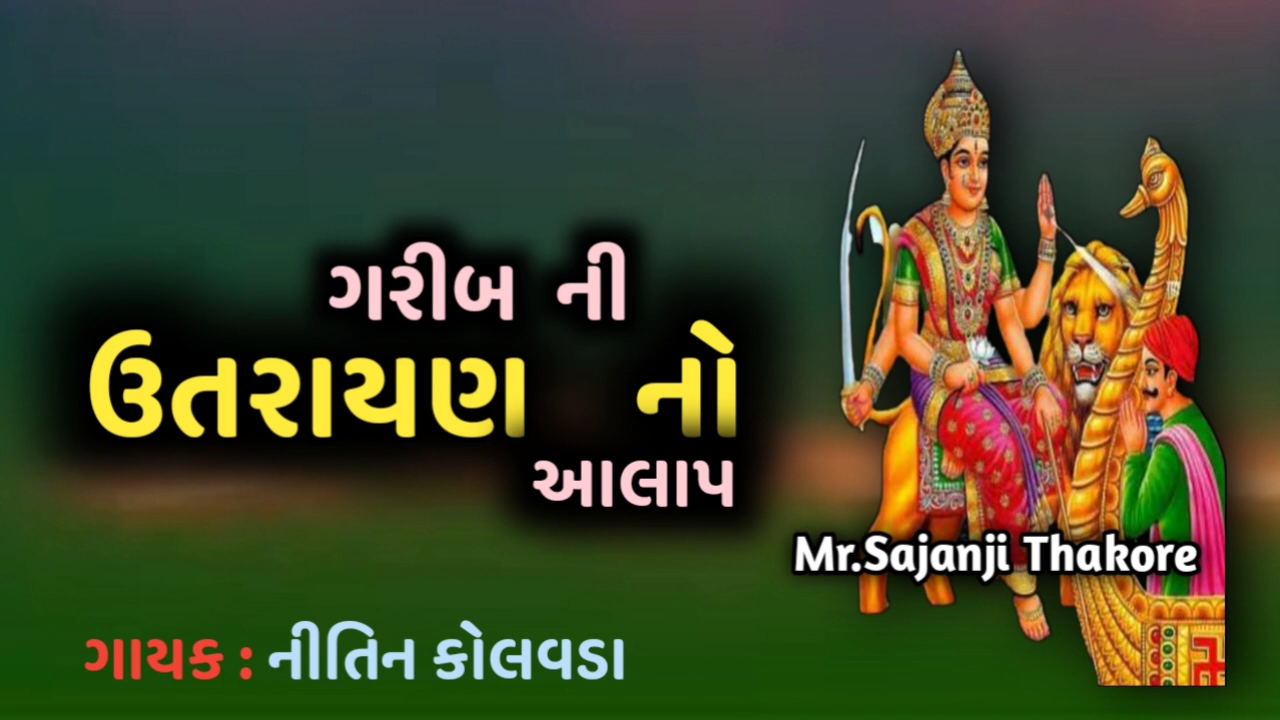 ગરીબ ની
ઉતરાયણ નો
આલાપ
Mr.Sajanji Thakore
ગાયક : નીતિન કોલવડા